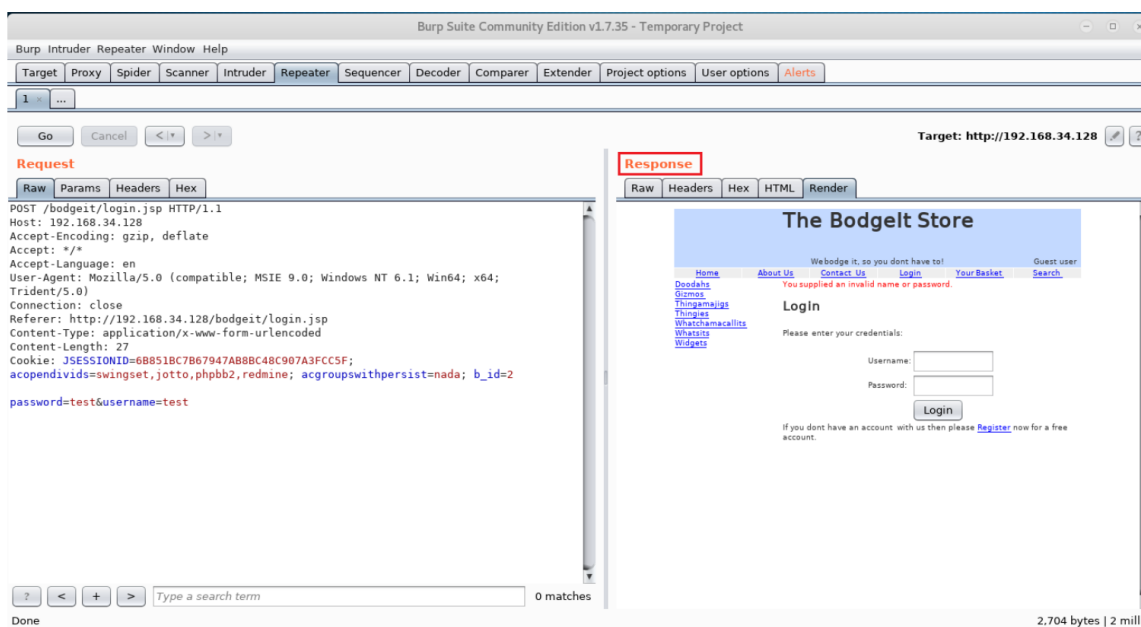 Burp Suite Community Edition v1.7.35 - Temporary Project
Burp Intruder Repeater Window Help
Target Proxy Spider Scanner Intruder Repeater Sequencer Decoder Comparer Extender Project options User options Alerts
1 × ...
Go Cancel < > Target: http://192.168.34.128 ?
Request
Raw Params Headers Hex
POST /bodgeit/login.jsp HTTP/1.1
Host: 192.168.34.128
Accept-Encoding: gzip, deflate
Accept: */*
Accept-Language: en
User-Agent: Mozilla/5.0 (compatible; MSIE 9.0; Windows NT 6.1; Win64; x64;
Trident/5.0)
Connection: close
Referer: http://192.168.34.128/bodgeit/login.jsp
Content-Type: application/x-www-form-urlencoded
Content-Length: 27
Cookie: JSESSIONID=6B851BC7B67947AB8BC48C907A3FCC5F;
acopendivids=swingset,jotto,phpbb2,redmine; acgroupswithpersist=nada; b_id=2
password=test&username=test
? < + > Type a search term 0 matches
Response
Raw Headers Hex HTML Render
The BodgeIt Store
We bodge it, so you dont have to! Guest user
Home About Us Contact Us Login Your Basket Search
Doodahs
Gizmos
Thingamajigs
Thingies
Whatchamacallits
Whatsits
Widgets
You supplied an invalid name or password.
Login
Please enter your credentials:
Username:
Password:
Login
If you dont have an account with us then please Register now for a free
account.
Done 2,704 bytes | 2 mill